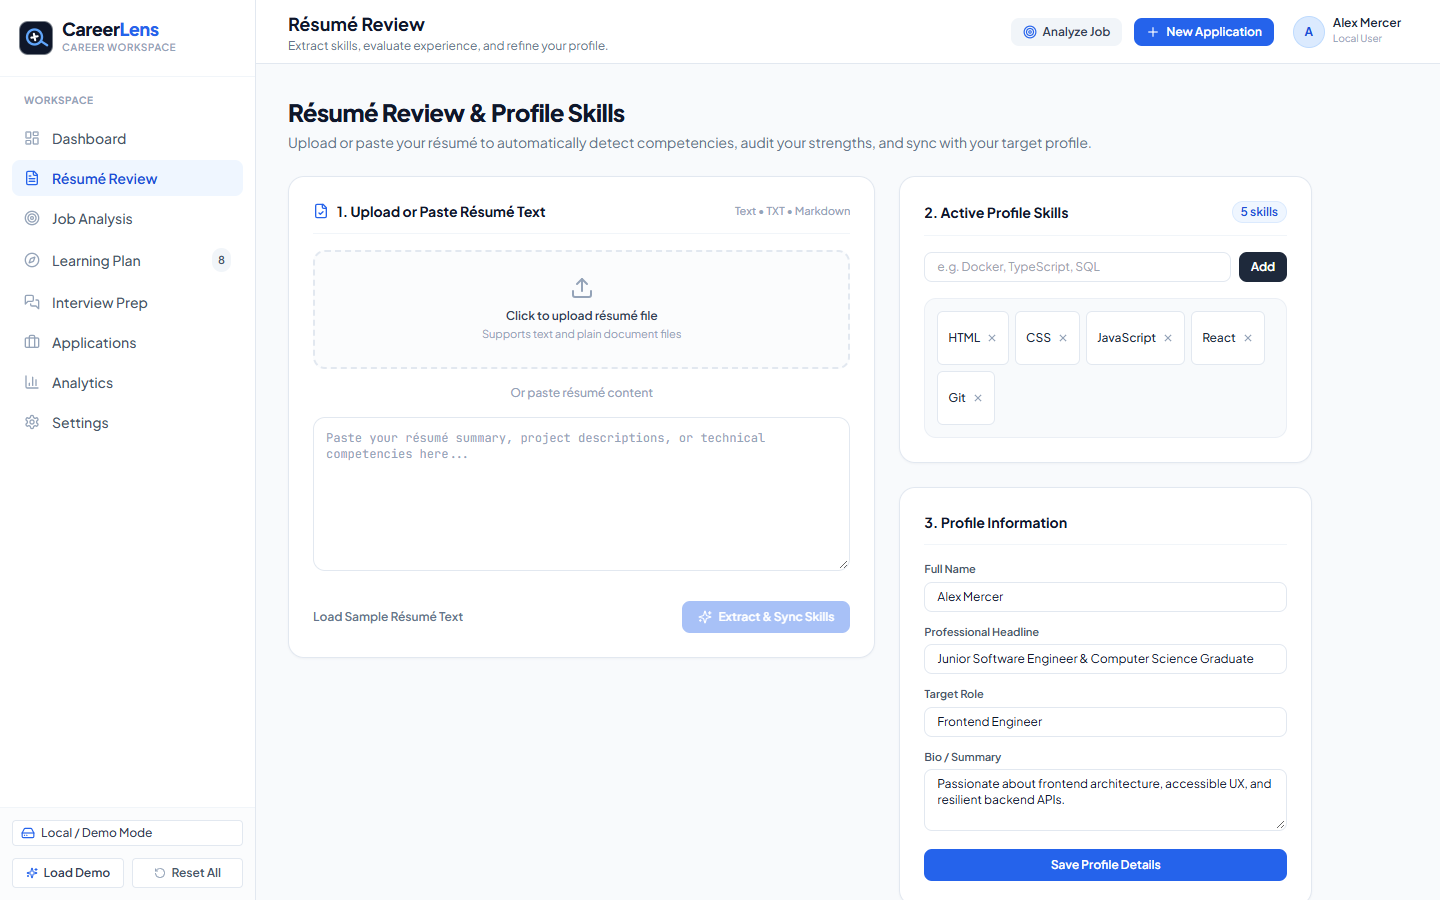 CareerLens
CAREER WORKSPACE
WORKSPACE
Dashboard
Résumé Review
Job Analysis
Learning Plan
8
Interview Prep
Applications
Analytics
Settings
Local / Demo Mode
Load Demo
Reset All
Résumé Review
Extract skills, evaluate experience, and refine your profile.
Analyze Job
New Application
A
Alex Mercer
Local User
Résumé Review & Profile Skills
Upload or paste your résumé to automatically detect competencies, audit your strengths, and sync with your target profile.
1. Upload or Paste Résumé Text
Text • TXT • Markdown
Click to upload résumé file
Supports text and plain document files
Or paste résumé content
Paste your résumé summary, project descriptions, or technical
competencies here...
Load Sample Résumé Text
Extract & Sync Skills
2. Active Profile Skills
5 skills
e.g. Docker, TypeScript, SQL
Add
HTML ×
CSS ×
JavaScript ×
React ×
Git ×
3. Profile Information
Full Name
Alex Mercer
Professional Headline
Junior Software Engineer & Computer Science Graduate
Target Role
Frontend Engineer
Bio / Summary
Passionate about frontend architecture, accessible UX, and
resilient backend APIs.
Save Profile Details